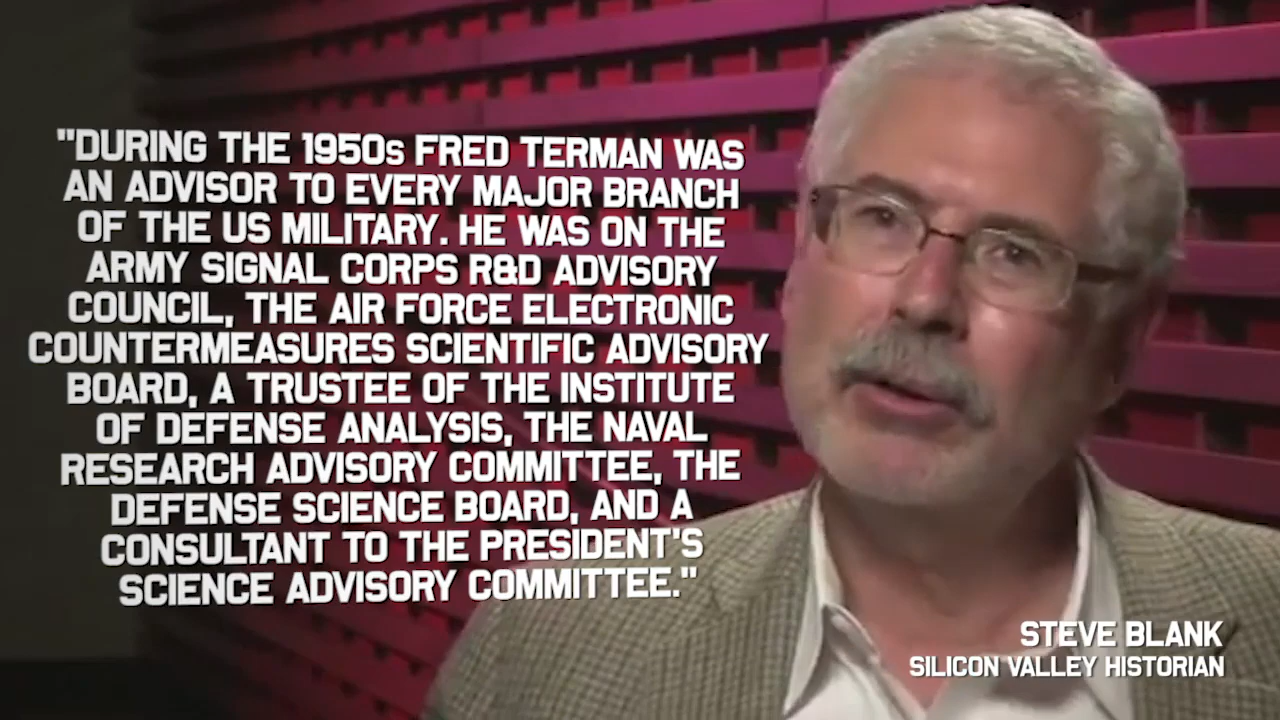 "DURING THE 1950s FRED TERMAN WAS
AN ADVISOR TO EVERY MAJOR BRANCH
OF THE US MILITARY. HE WAS ON THE
ARMY SIGNAL CORPS R&D ADVISORY
COUNCIL, THE AIR FORCE ELECTRONIC
COUNTERMEASURES SCIENTIFIC ADVISORY
BOARD, A TRUSTEE OF THE INSTITUTE
OF DEFENSE ANALYSIS, THE NAVAL
RESEARCH ADVISORY COMMITTEE, THE
DEFENSE SCIENCE BOARD, AND A
CONSULTANT TO THE PRESIDENT'S
SCIENCE ADVISORY COMMITTEE."
STEVE BLANK
SILICON VALLEY HISTORIAN